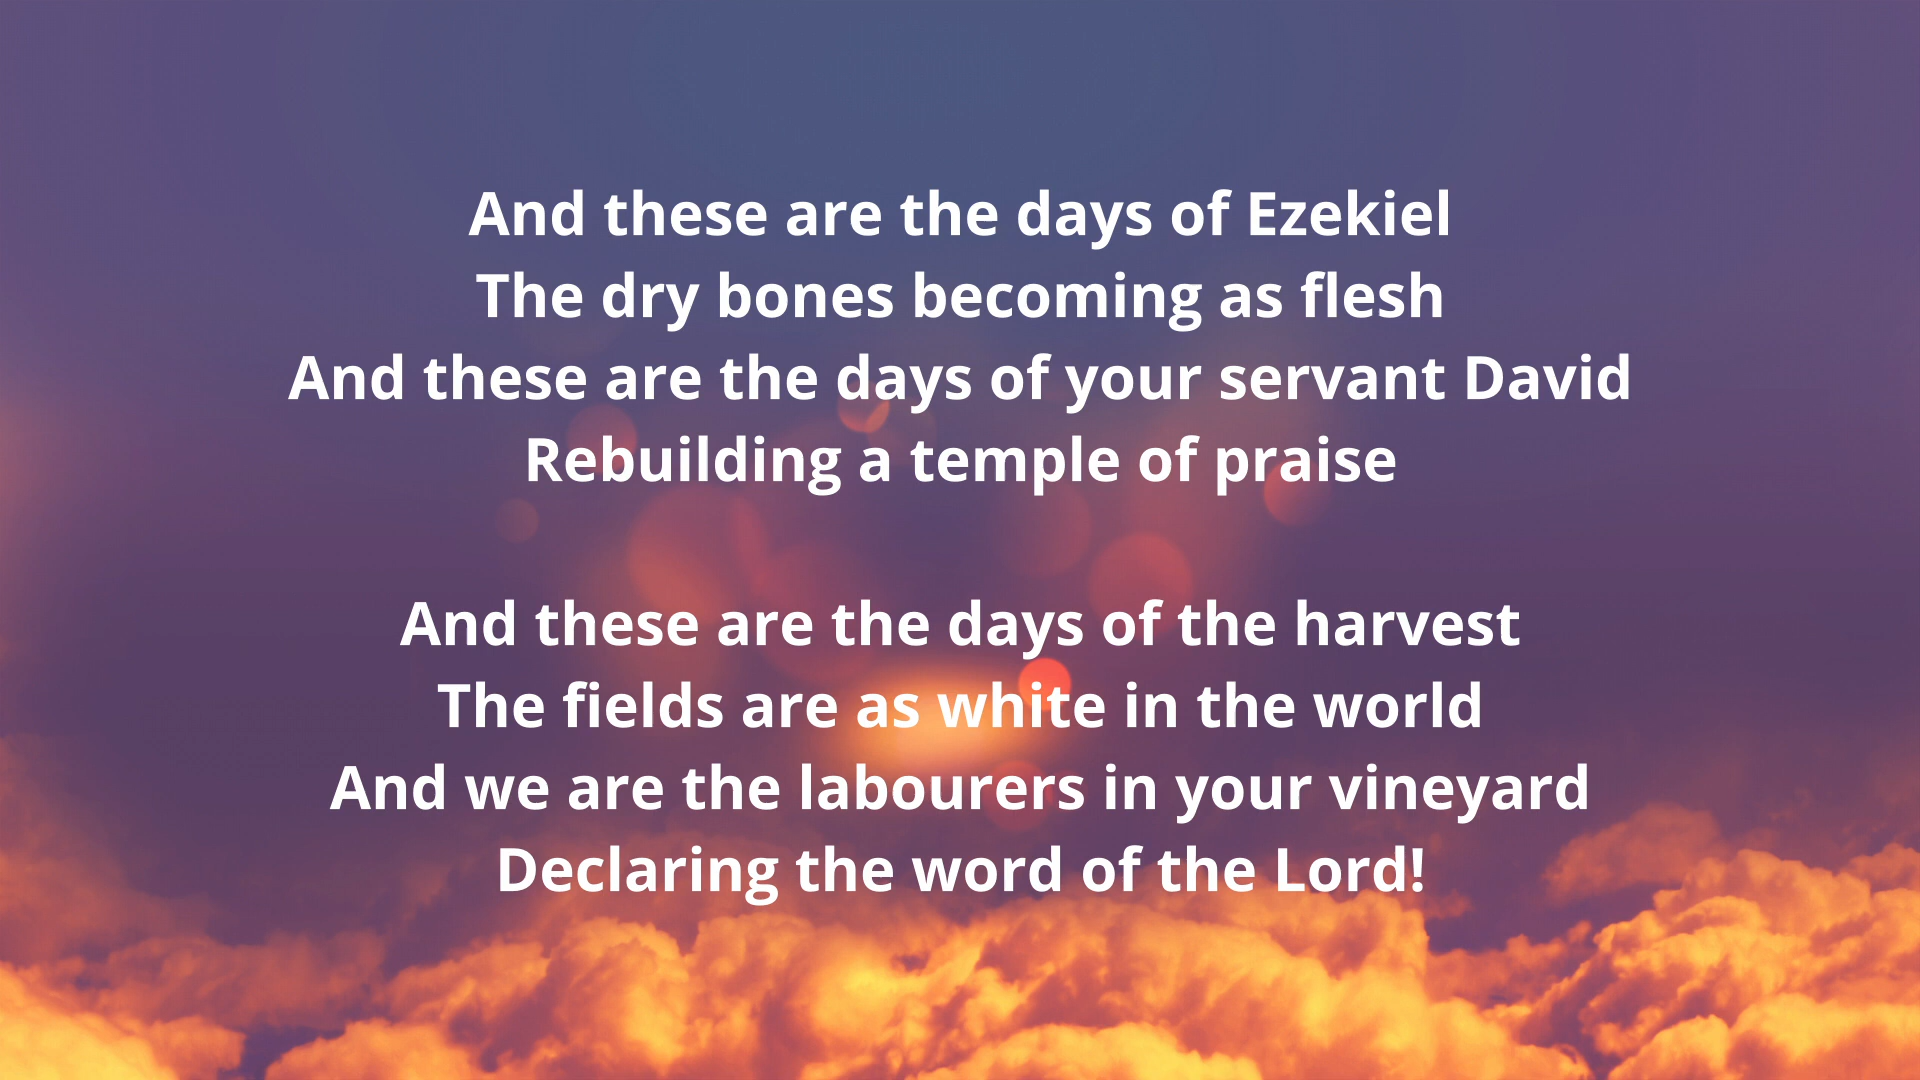 And these are the days of Ezekiel
The dry bones becoming as flesh
And these are the days of your servant David
Rebuilding a temple of praise
And these are the days of the harvest
The fields are as white in the world
And we are the labourers in your vineyard
Declaring the word of the Lord!